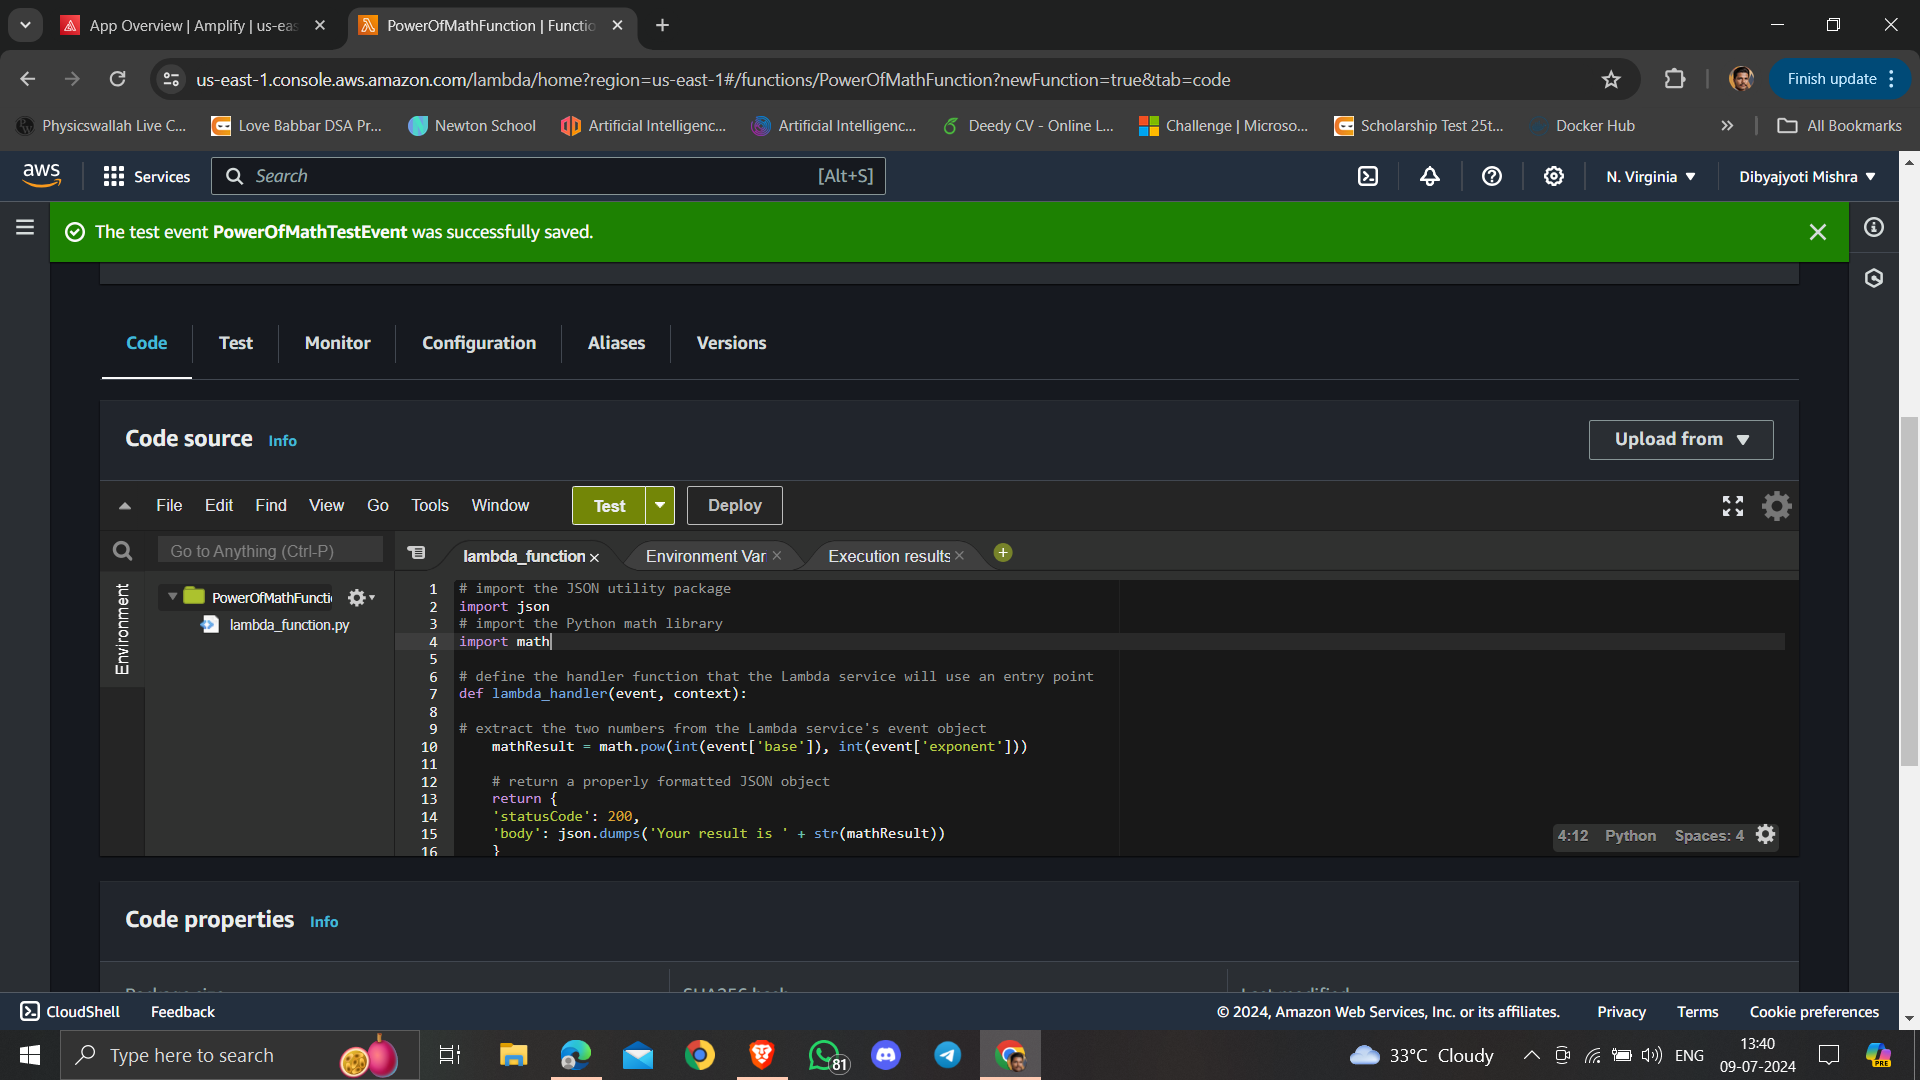 App Overview | Amplify | us-eas
PowerOfMathFunction | Functio
us-east-1.console.aws.amazon.com/lambda/home?region=us-east-1#/functions/PowerOfMathFunction?newFunction=true&tab=code
Finish update
Physicswallah Live C...
Love Babbar DSA Pr...
Newton School
Artificial Intelligenc...
Artificial Intelligenc...
Deedy CV - Online L...
Challenge | Microso...
Scholarship Test 25t...
Docker Hub
All Bookmarks
aws
Services
Search
[Alt+S]
N. Virginia
Dibyajyoti Mishra
The test event PowerOfMathTestEvent was successfully saved.
Code
Test
Monitor
Configuration
Aliases
Versions
Code source Info
Upload from
File Edit Find View Go Tools Window
Test
Deploy
Go to Anything (Ctrl-P)
lambda_function
Environment Var
Execution results
Environment
PowerOfMathFuncti
lambda_function.py
1 # import the JSON utility package
2 import json
3 # import the Python math library
4 import math
5
6 # define the handler function that the Lambda service will use an entry point
7 def lambda_handler(event, context):
8
9 # extract the two numbers from the Lambda service's event object
10 mathResult = math.pow(int(event['base']), int(event['exponent']))
11
12 # return a properly formatted JSON object
13 return {
14 'statusCode': 200,
15 'body': json.dumps('Your result is ' + str(mathResult))
16 }
4:12 Python Spaces: 4
Code properties Info
CloudShell
Feedback
© 2024, Amazon Web Services, Inc. or its affiliates.
Privacy
Terms
Cookie preferences
Type here to search
81
33°C Cloudy
ENG
13:40
09-07-2024
PRE